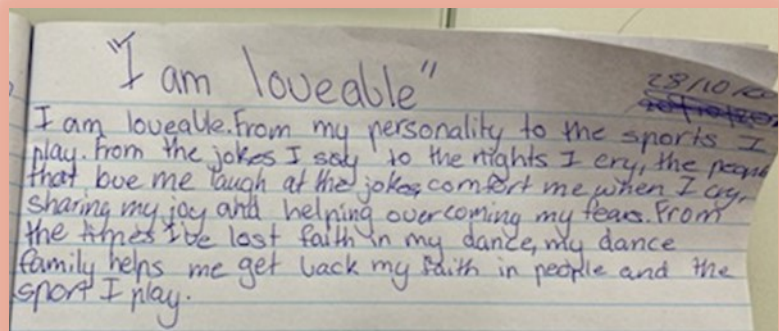 "I am loveable"
28/10/
I am loveable. From my personality to the sports I
play. From the jokes I say to the nights I cry, the people
that love me laugh at the jokes, comfort me when I cry,
sharing my joy and helping overcoming my fears. From
the times I've lost faith in my dance, my dance
family helps me get back my faith in people and the
sport I play.